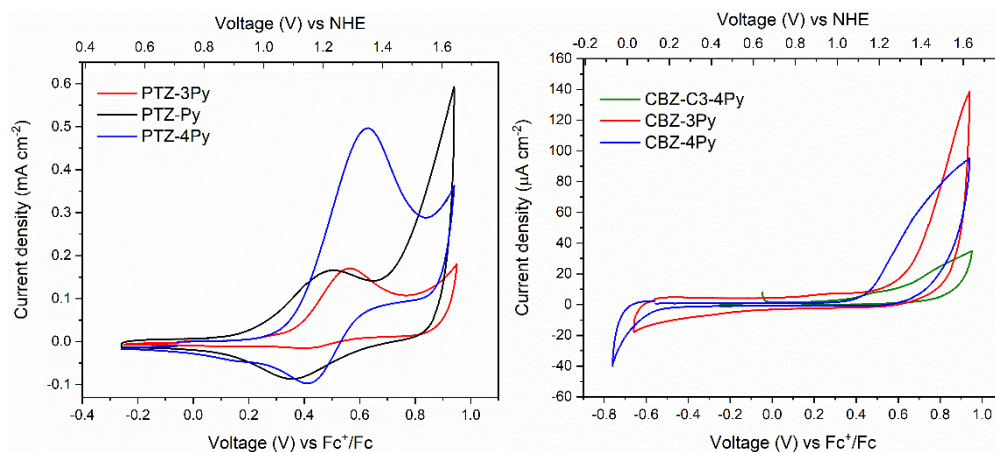 Voltage (V) vs NHE
0.4 0.6 0.8 1.0 1.2 1.4 1.6
0.6
0.5
0.4
0.3
0.2
0.1
0.0
-0.1
Current density (mA cm⁻²)
PTZ-3Py
PTZ-Py
PTZ-4Py
-0.4 -0.2 0.0 0.2 0.4 0.6 0.8 1.0
Voltage (V) vs Fc⁺/Fc
Voltage (V) vs NHE
-0.2 0.0 0.2 0.4 0.6 0.8 1.0 1.2 1.4 1.6
160
140
120
100
80
60
40
20
0
-20
-40
-60
Current density (µA cm⁻²)
CBZ-C3-4Py
CBZ-3Py
CBZ-4Py
-0.8 -0.6 -0.4 -0.2 0.0 0.2 0.4 0.6 0.8 1.0
Voltage (V) vs Fc⁺/Fc